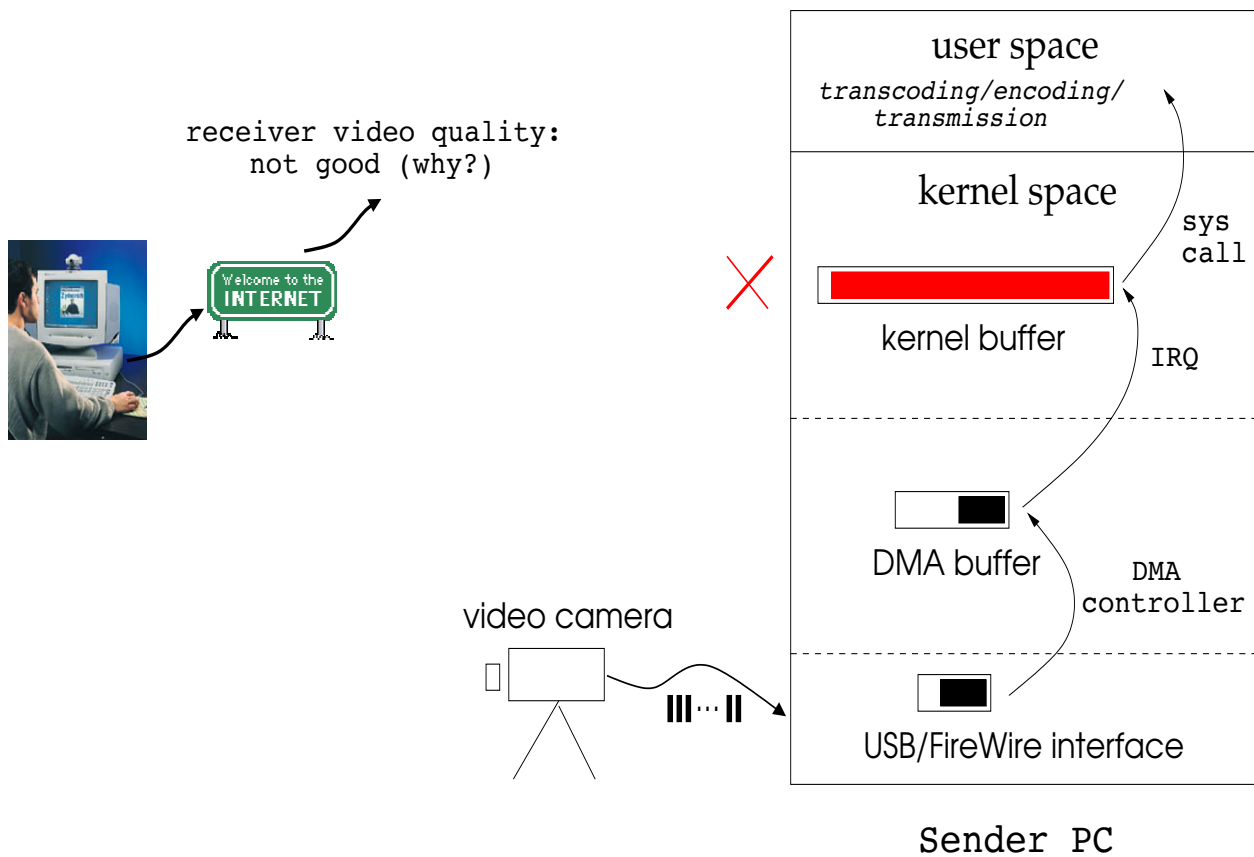 user space
transcoding/encoding/
transmission
receiver video quality:
not good (why?)
kernel space
sys
call
Welcome to the
INTERNET
kernel buffer
IRQ
DMA buffer
DMA
controller
video camera
USB/FireWire interface
Sender PC